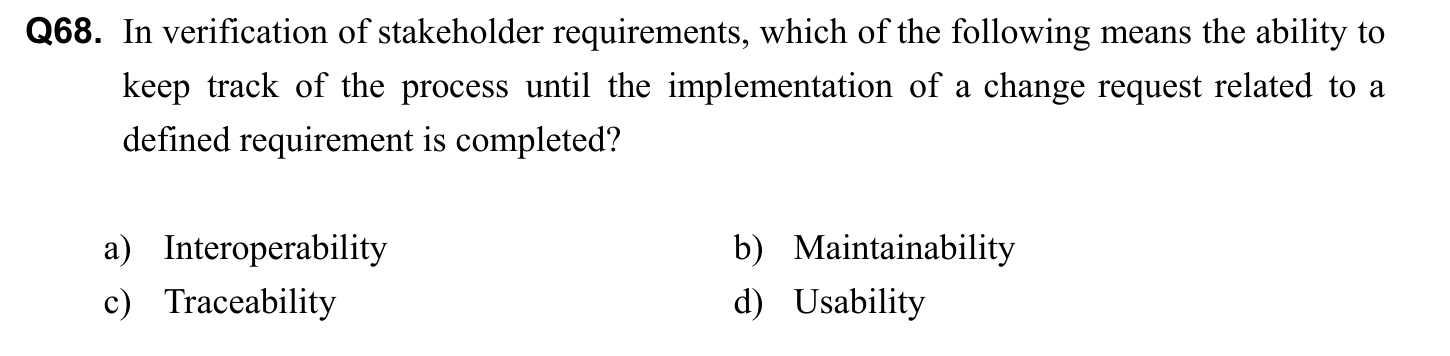 Q68. In verification of stakeholder requirements, which of the following means the ability to
keep track of the process until the implementation of a change request related to a
defined requirement is completed?
a) Interoperability b) Maintainability
c) Traceability d) Usability